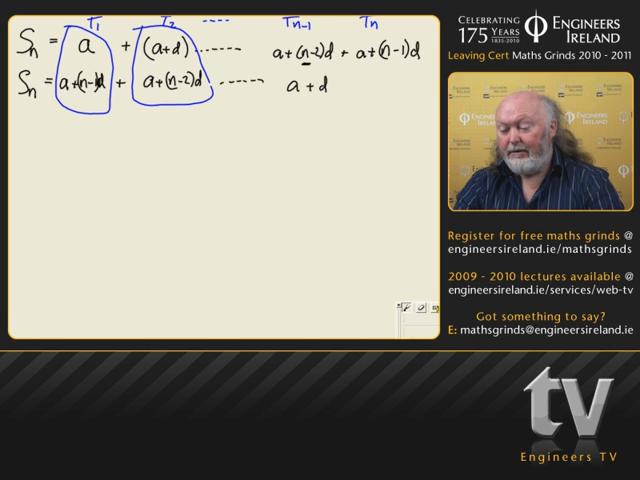 T1 T2 ---- Tn-1 Tn
Sn = a + (a+d) ........ a+(n-2)d + a+(n-1)d
Sn = a+(n-1)d + a+(n-2)d ------ a+d
CELEBRATING
175 YEARS
1835-2010
ENGINEERS
IRELAND
Leaving Cert Maths Grinds 2010 - 2011
Register for free maths grinds @
engineersireland.ie/mathsgrinds
2009 - 2010 lectures available @
engineersireland.ie/services/web-tv
Got something to say?
E: mathsgrinds@engineersireland.ie
tv
Engineers TV